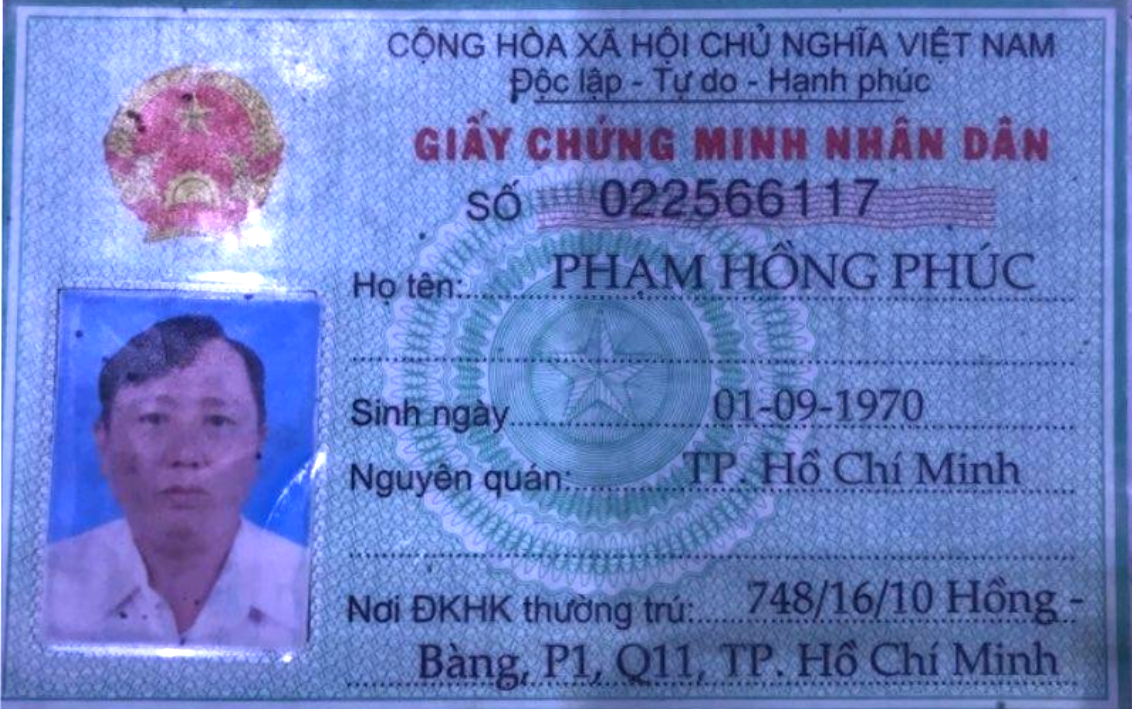 CỘNG HÒA XÃ HỘI CHỦ NGHĨA VIỆT NAM
Độc lập - Tự do - Hạnh phúc
GIẤY CHỨNG MINH NHÂN DÂN
SỐ 022566117
Họ tên: PHẠM HỒNG PHÚC
Sinh ngày 01-09-1970
Nguyên quán: TP. Hồ Chí Minh
Nơi ĐKHK thường trú: 748/16/10 Hồng -
Bàng, P1, Q11, TP. Hồ Chí Minh